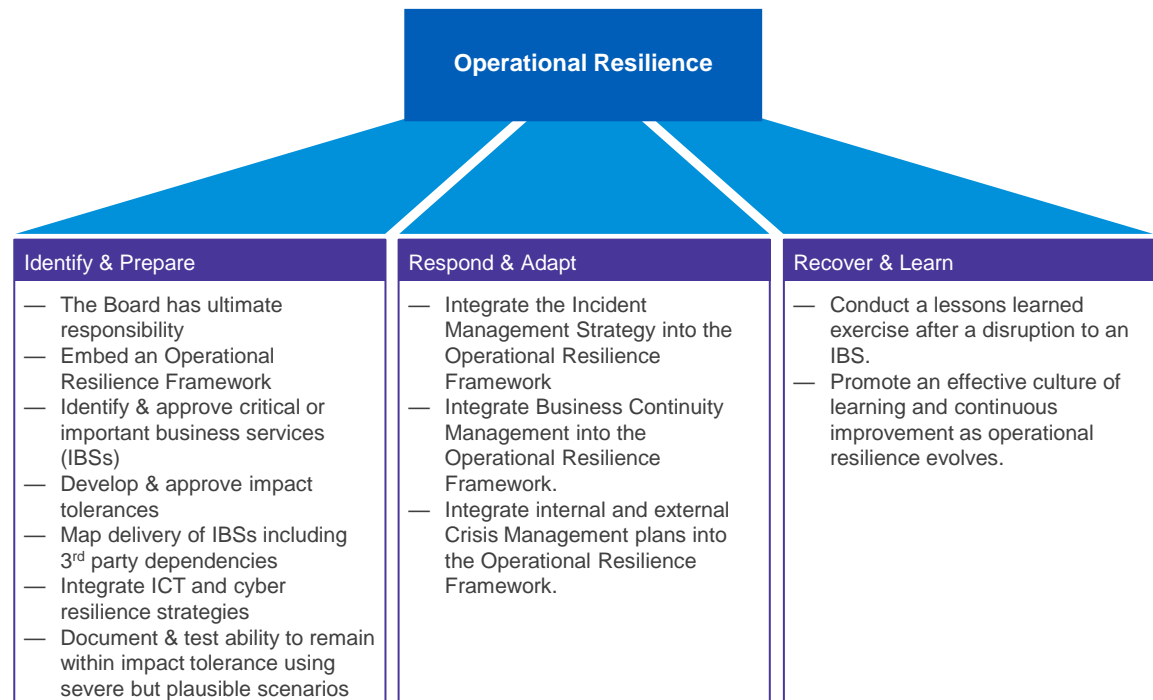 Operational Resilience
Identify & Prepare
— The Board has ultimate
responsibility
— Embed an Operational
Resilience Framework
— Identify & approve critical or
important business services
(IBSs)
— Develop & approve impact
tolerances
— Map delivery of IBSs including
3rd party dependencies
— Integrate ICT and cyber
resilience strategies
— Document & test ability to remain
within impact tolerance using
severe but plausible scenarios
Respond & Adapt
— Integrate the Incident
Management Strategy into the
Operational Resilience
Framework
— Integrate Business Continuity
Management into the
Operational Resilience
Framework.
— Integrate internal and external
Crisis Management plans into
the Operational Resilience
Framework.
Recover & Learn
— Conduct a lessons learned
exercise after a disruption to an
IBS.
— Promote an effective culture of
learning and continuous
improvement as operational
resilience evolves.